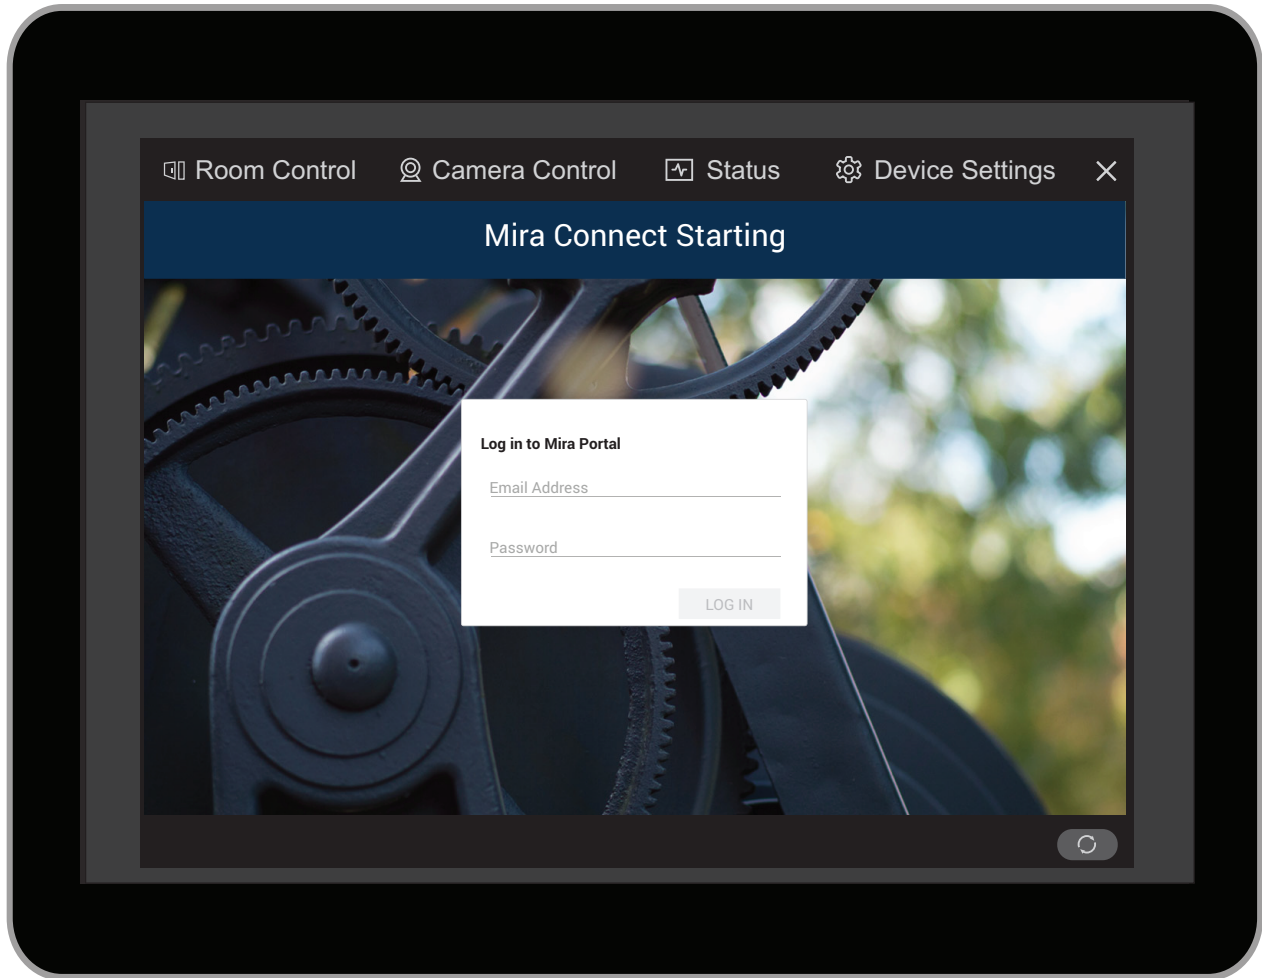 Room Control Camera Control Status Device Settings
Mira Connect Starting
Log in to Mira Portal
Email Address
Password
LOG IN